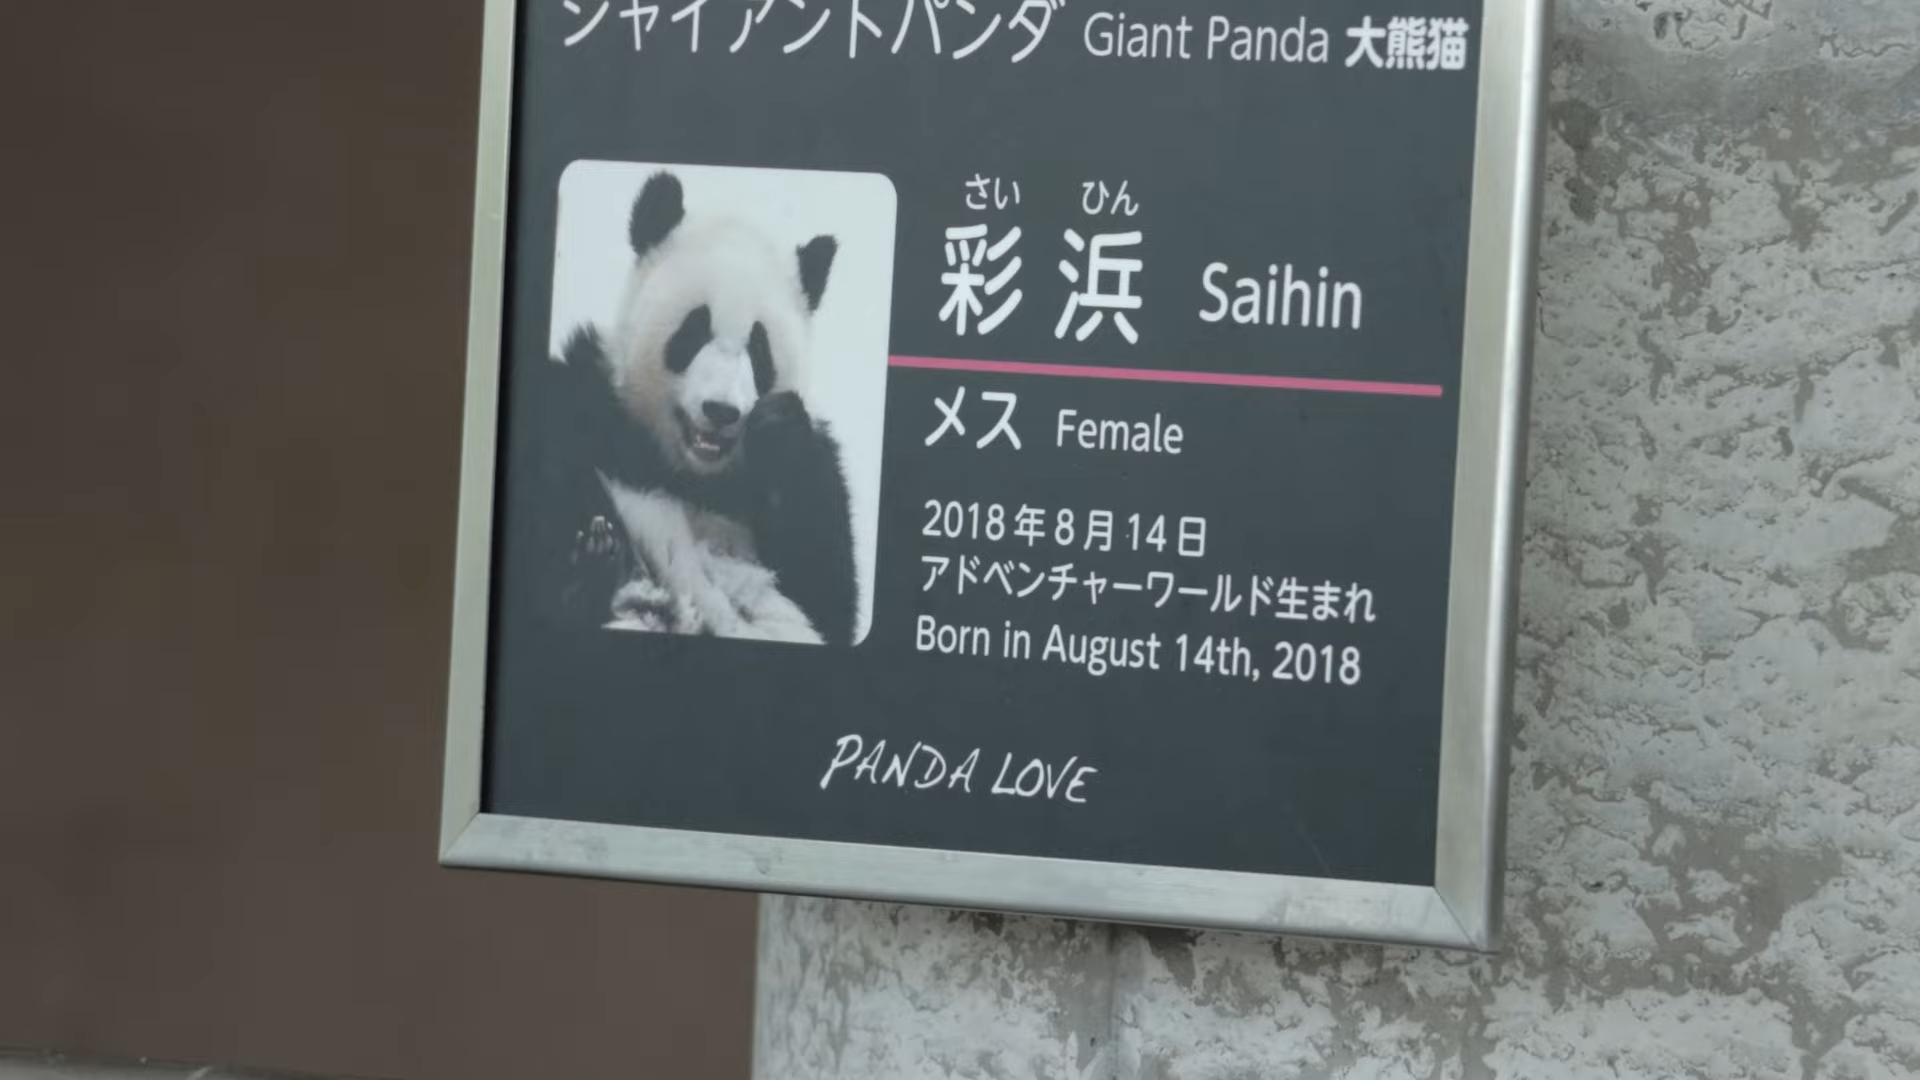 ジャイアントパンダ Giant Panda 大熊猫
さい ひん
彩浜 Saihin
メス Female
2018年8月14日
アドベンチャーワールド生まれ
Born in August 14th, 2018
PANDA LOVE